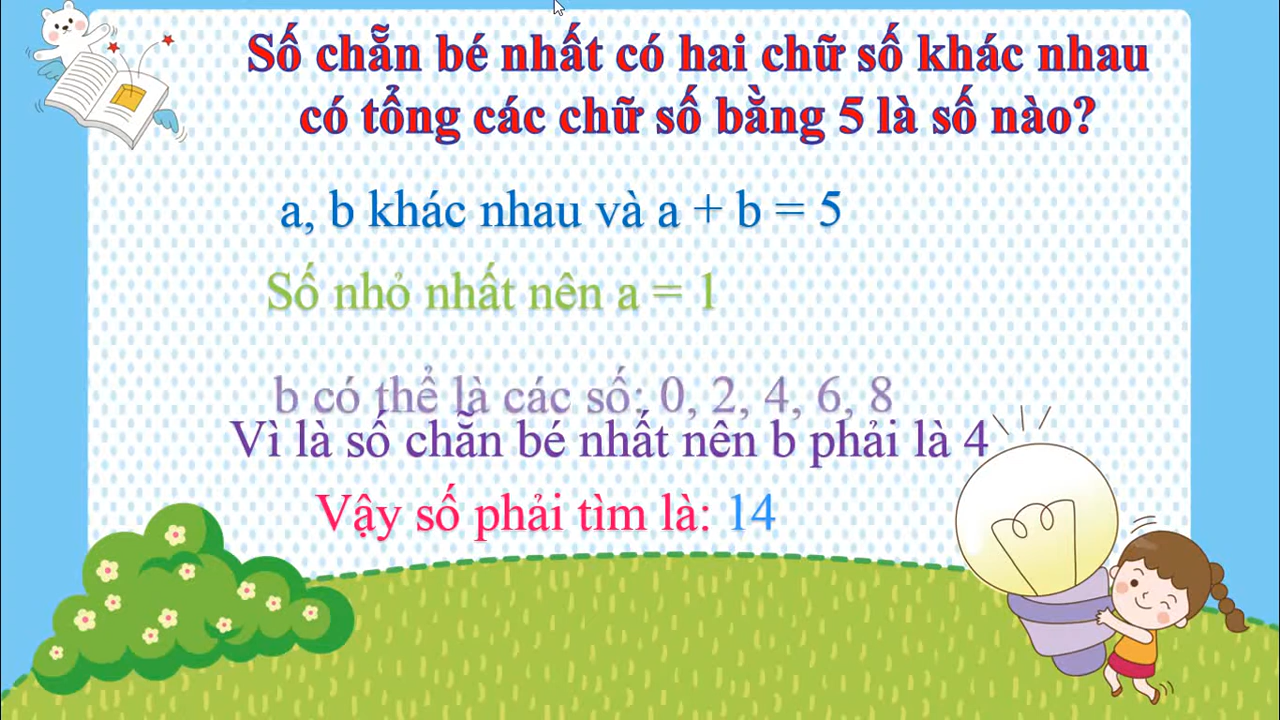 Số chẵn bé nhất có hai chữ số khác nhau
có tổng các chữ số bằng 5 là số nào?
a, b khác nhau và a + b = 5
Số nhỏ nhất nên a = 1
b có thể là các số: 0, 2, 4, 6, 8
Vì là số chẵn bé nhất nên b phải là 4
Vậy số phải tìm là: 14